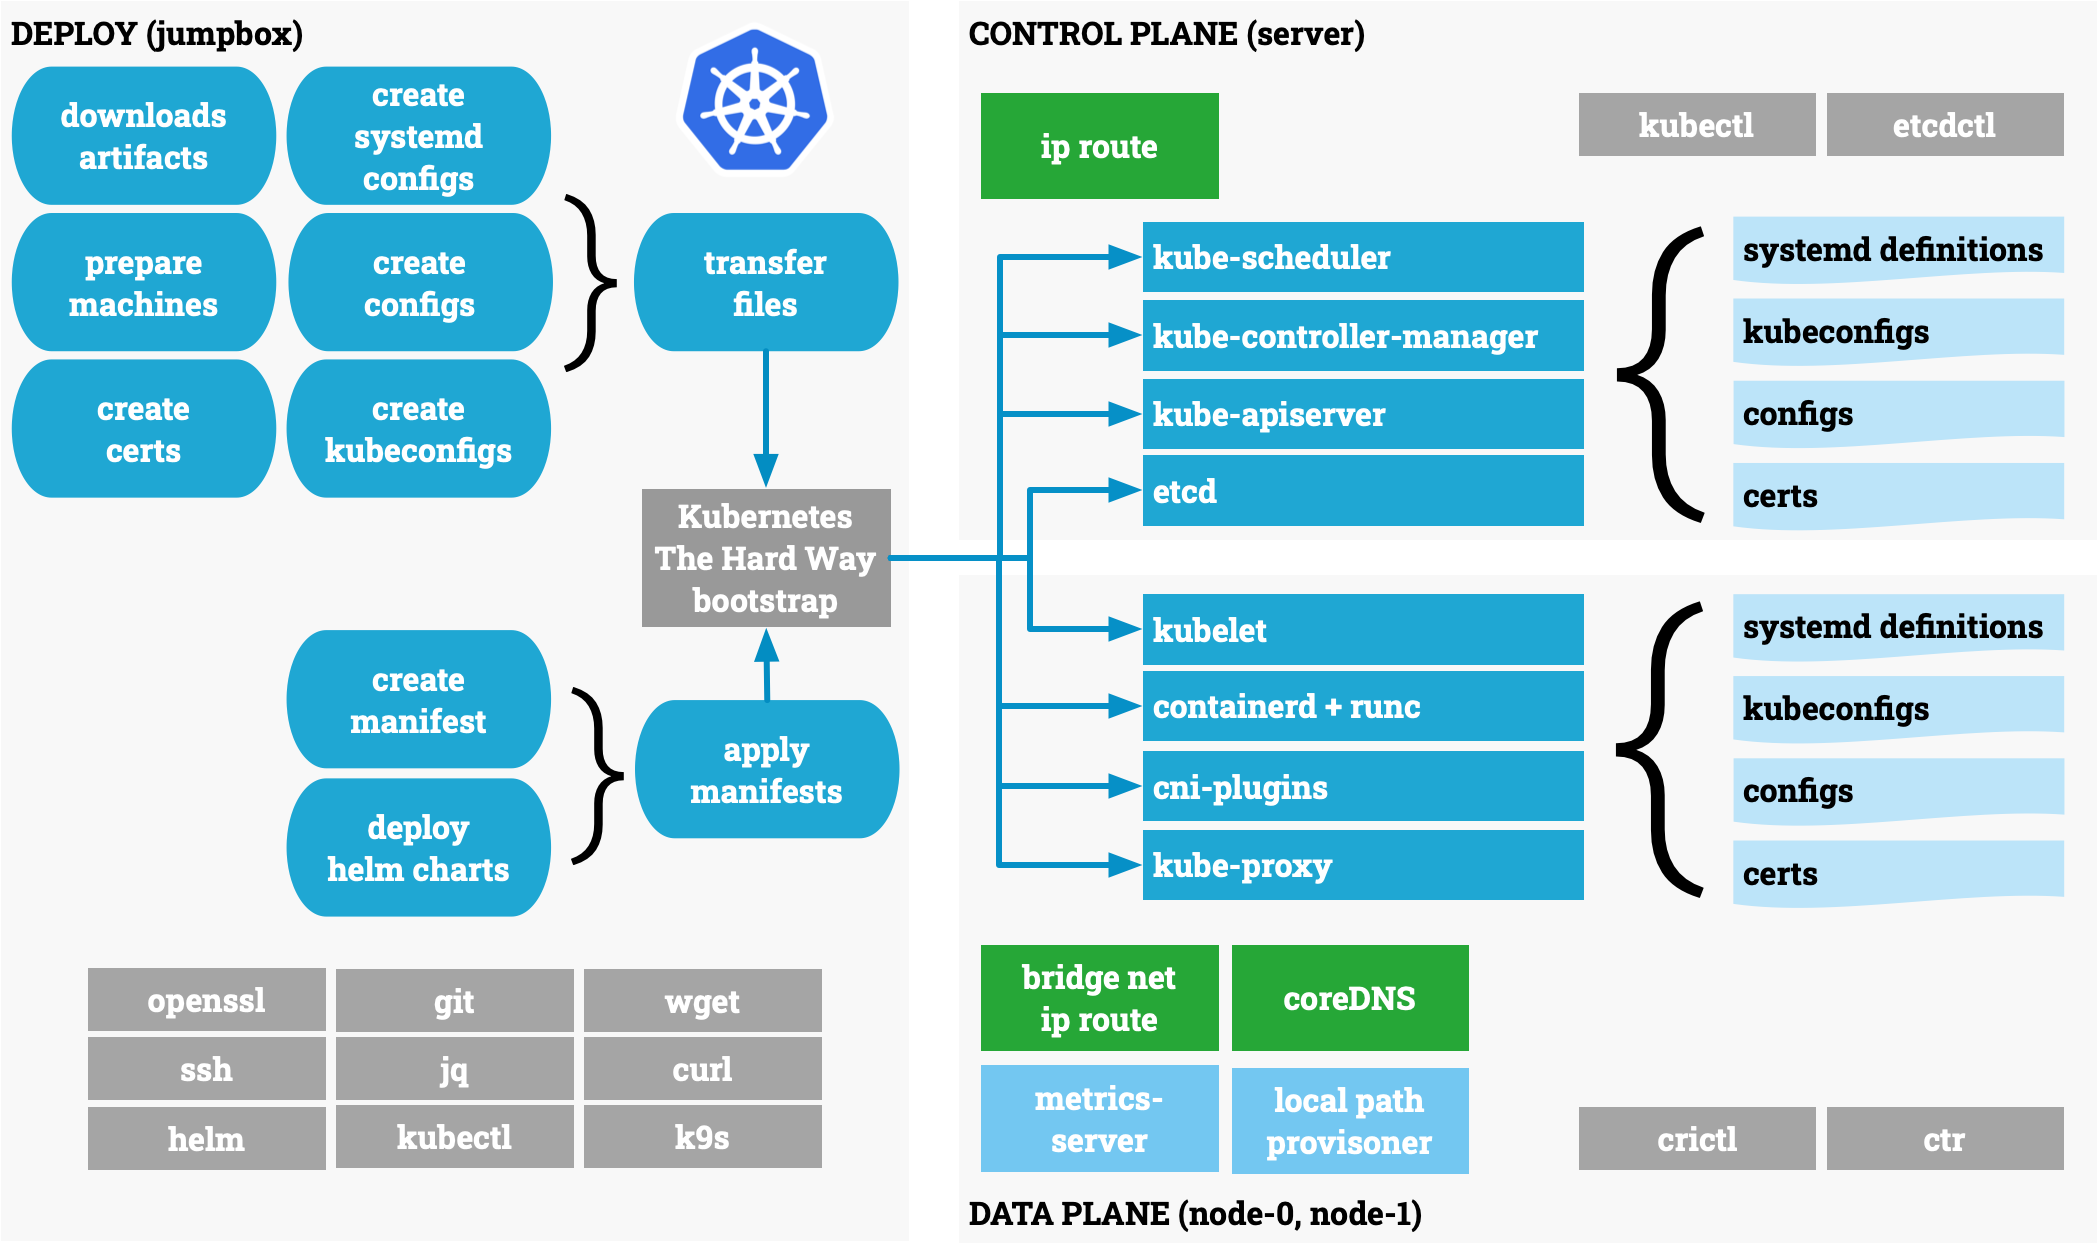 DEPLOY (jumpbox)
downloads
artifacts
create
systemd
configs
prepare
machines
create
configs
transfer
files
create
certs
create
kubeconfigs
Kubernetes
The Hard Way
bootstrap
create
manifest
deploy
helm charts
apply
manifests
openssl
git
wget
ssh
jq
curl
helm
kubectl
k9s
CONTROL PLANE (server)
ip route
kubectl
etcdctl
kube-scheduler
kube-controller-manager
kube-apiserver
etcd
systemd definitions
kubeconfigs
configs
certs
kubelet
containerd + runc
cni-plugins
kube-proxy
systemd definitions
kubeconfigs
configs
certs
bridge net
ip route
coreDNS
metrics-
server
local path
provisoner
crictl
ctr
DATA PLANE (node-0, node-1)